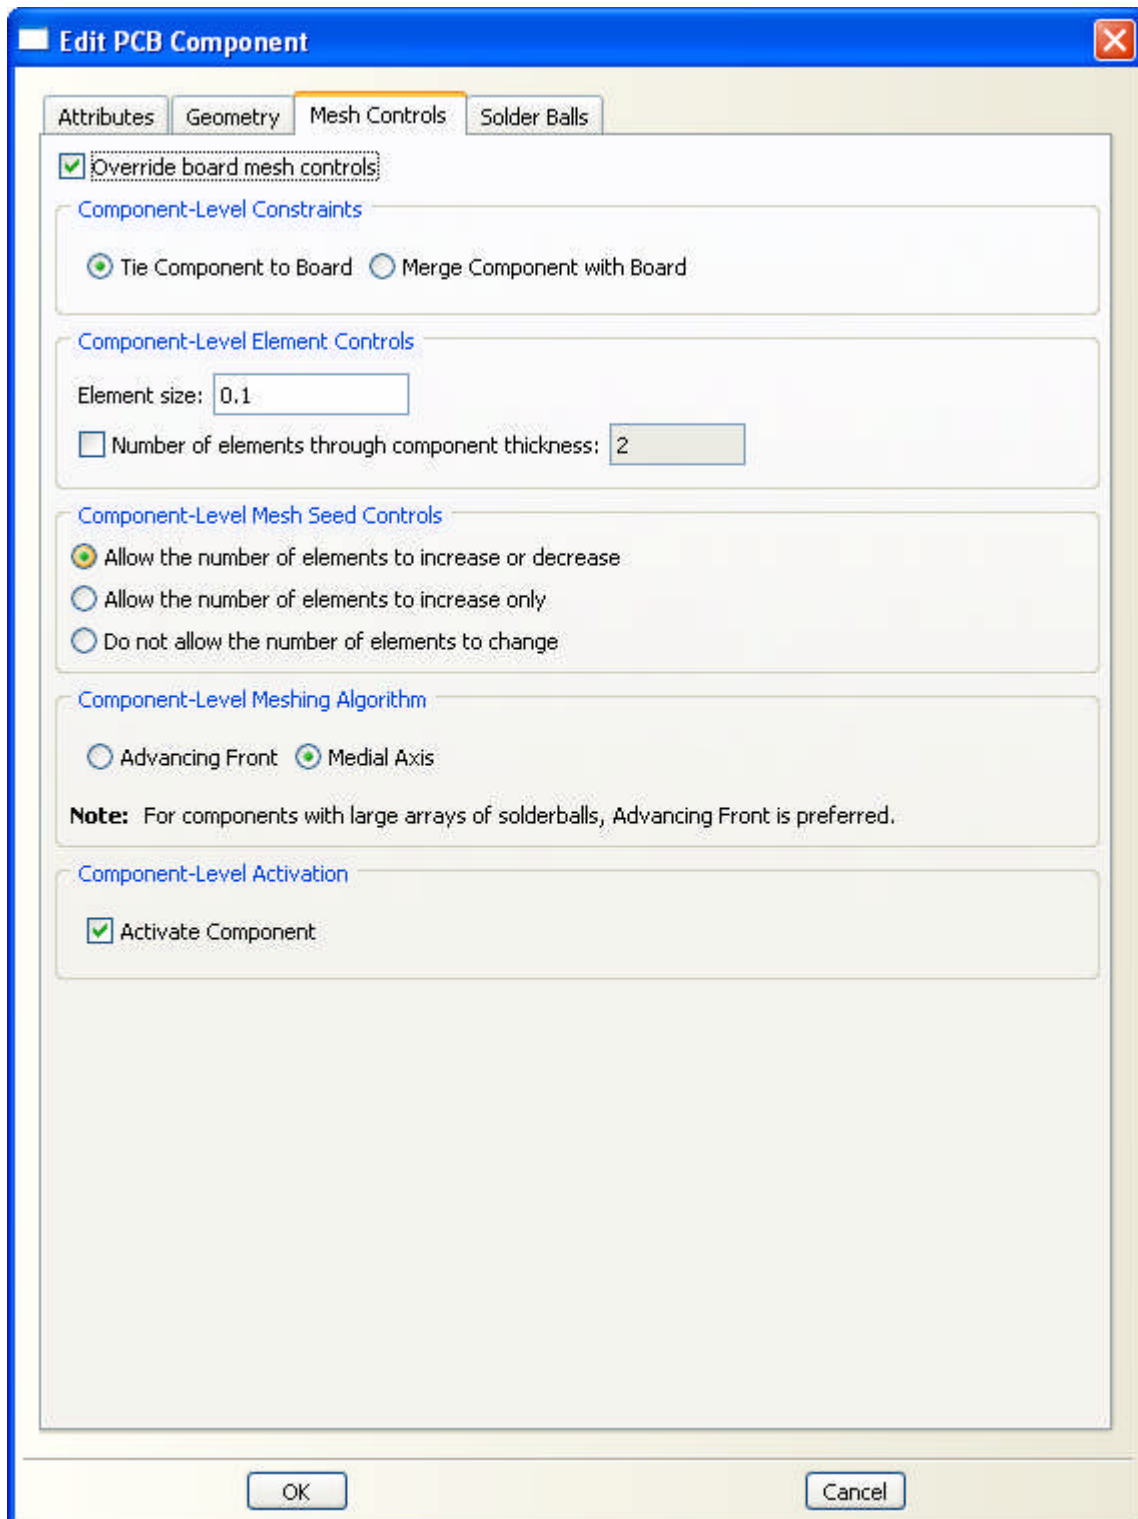 Edit PCB Component
Attributes Geometry Mesh Controls Solder Balls
Override board mesh controls
Component-Level Constraints
Tie Component to Board Merge Component with Board
Component-Level Element Controls
Element size: 0.1
Number of elements through component thickness: 2
Component-Level Mesh Seed Controls
Allow the number of elements to increase or decrease
Allow the number of elements to increase only
Do not allow the number of elements to change
Component-Level Meshing Algorithm
Advancing Front Medial Axis
Note: For components with large arrays of solderballs, Advancing Front is preferred.
Component-Level Activation
Activate Component
OK Cancel